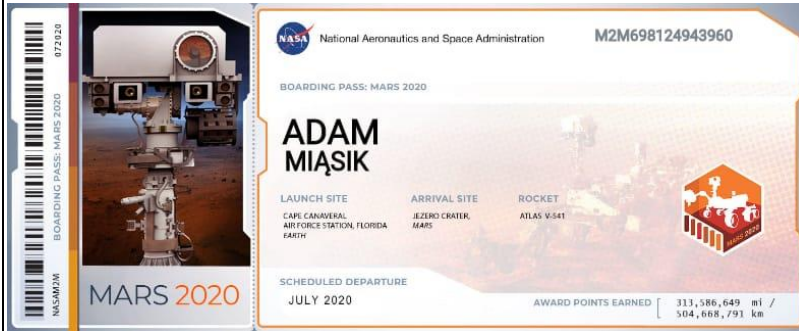 072020
BOARDING PASS: MARS 2020
NASAM2M
MARS 2020
NASA
National Aeronautics and Space Administration
M2M698124943960
BOARDING PASS: MARS 2020
ADAM
MIĄSIK
LAUNCH SITE
CAPE CANAVERAL
AIR FORCE STATION, FLORIDA
EARTH
ARRIVAL SITE
JEZERO CRATER,
MARS
ROCKET
ATLAS V-541
MARS 2020
SCHEDULED DEPARTURE
JULY 2020
AWARD POINTS EARNED
313,586,649 mi /
504,668,791 km